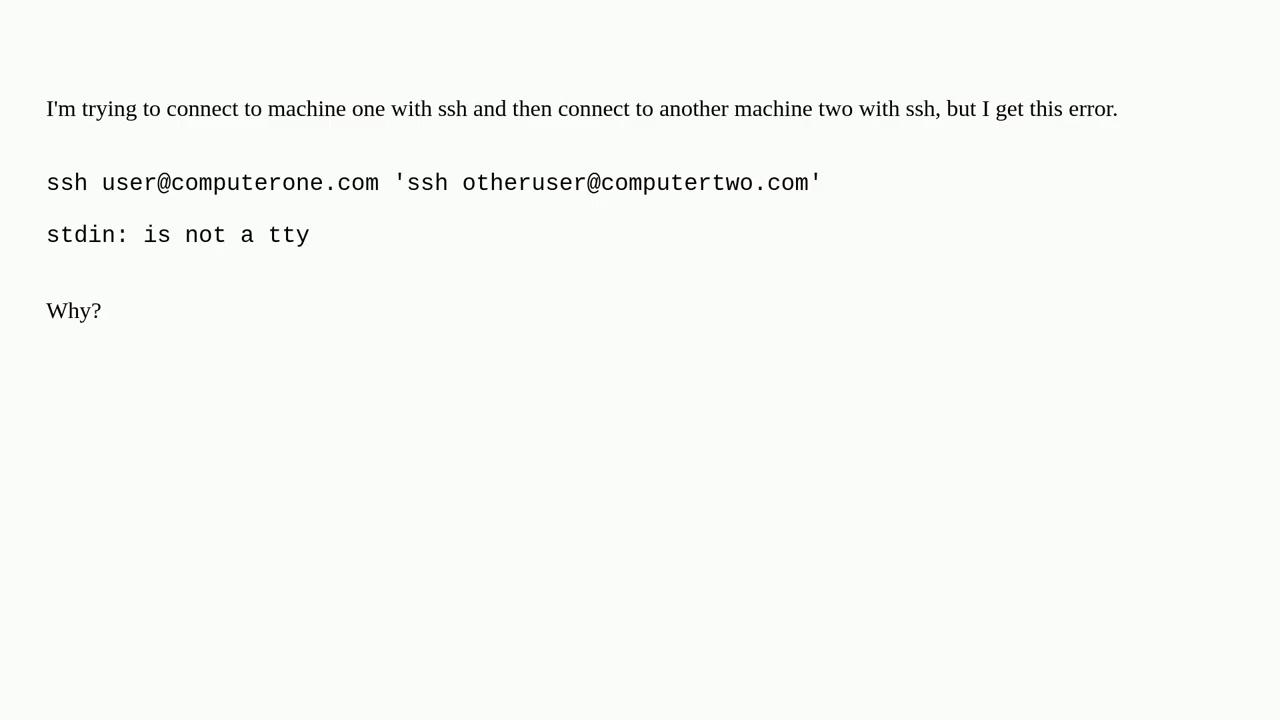 I'm trying to connect to machine one with ssh and then connect to another machine two with ssh, but I get this error.
ssh user@computerone.com 'ssh otheruser@computertwo.com'
stdin: is not a tty
Why?